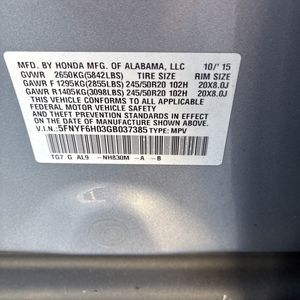 MFD. BY HONDA MFG. OF ALABAMA, LLC 10/'15
GVWR 2650KG(5842LBS) TIRE SIZE RIM SIZE
GAWR F 1295KG(2855LBS) 245/50R20 102H 20X8.0J
GAWR R 1405KG(3098LBS) 245/50R20 102H 20X8.0J
THIS VEHICLE CONFORMS TO ALL APPLICABLE
FEDERAL MOTOR VEHICLE SAFETY AND THEFT
PREVENTION STANDARDS IN EFFECT ON THE
DATE OF MANUFACTURE SHOWN ABOVE.
V.I.N.: 5FNYF6H03GB037385 TYPE: MPV
TG7 G AL9 -NH830M -A -B